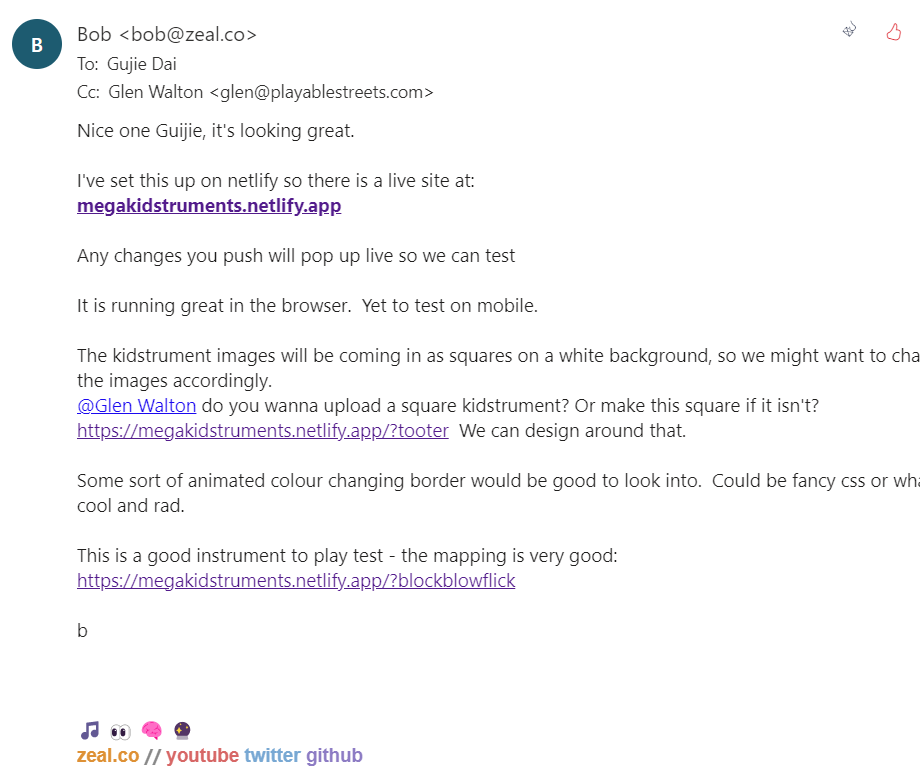 B
Bob <bob@zeal.co>
To: Gujie Dai
Cc: Glen Walton <glen@playablestreets.com>
Nice one Guijie, it's looking great.
I've set this up on netlify so there is a live site at:
megakidstruments.netlify.app
Any changes you push will pop up live so we can test
It is running great in the browser. Yet to test on mobile.
The kidstrument images will be coming in as squares on a white background, so we might want to cha
the images accordingly.
@Glen Walton do you wanna upload a square kidstrument? Or make this square if it isn't?
https://megakidstruments.netlify.app/?tooter We can design around that.
Some sort of animated colour changing border would be good to look into. Could be fancy css or wha
cool and rad.
This is a good instrument to play test - the mapping is very good:
https://megakidstruments.netlify.app/?blockblowflick
b
zeal.co // youtube twitter github